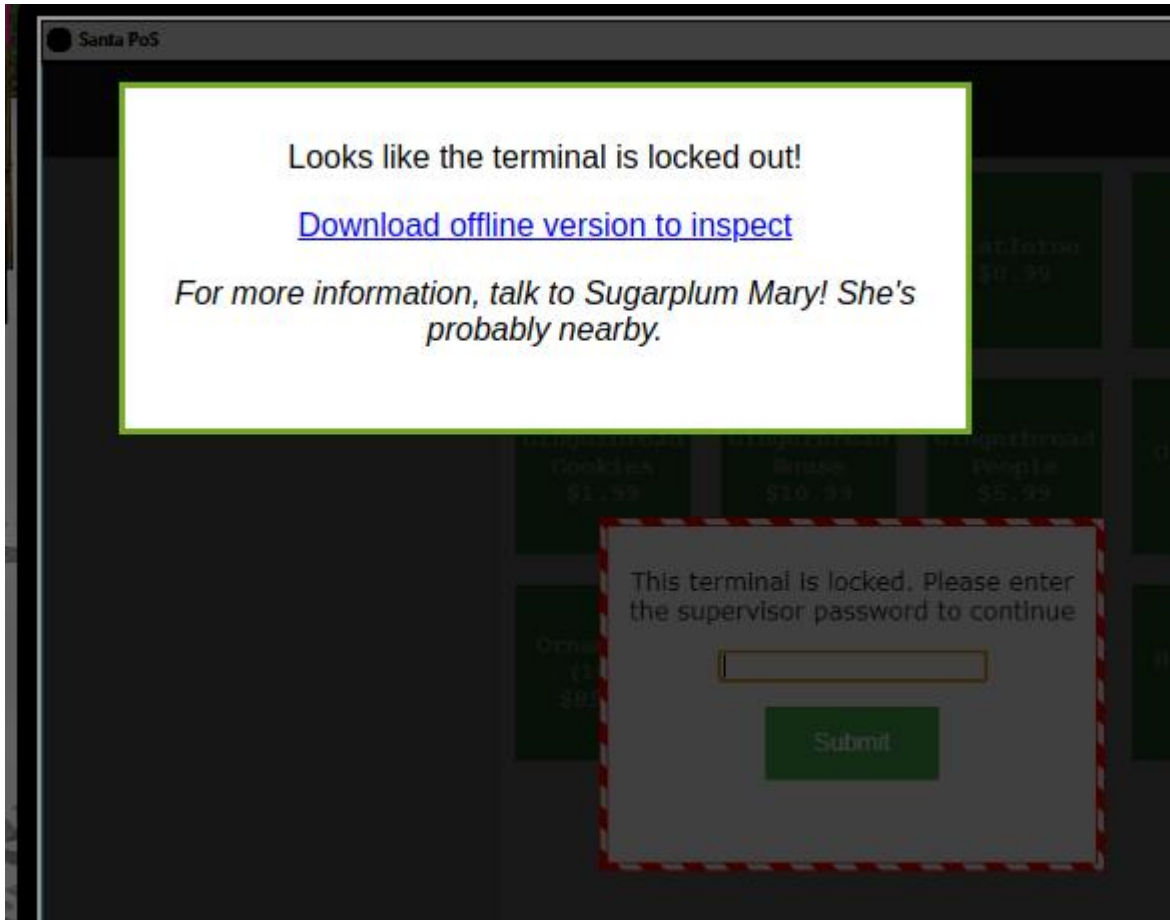 Santa PoS
Looks like the terminal is locked out!
Download offline version to inspect
For more information, talk to Sugarplum Mary! She's
probably nearby.
$0.99
Gingerbread
Cookies
$1.99
Gingerbread
House
$10.99
Gingerbread
People
$5.99
This terminal is locked. Please enter
the supervisor password to continue
Submit